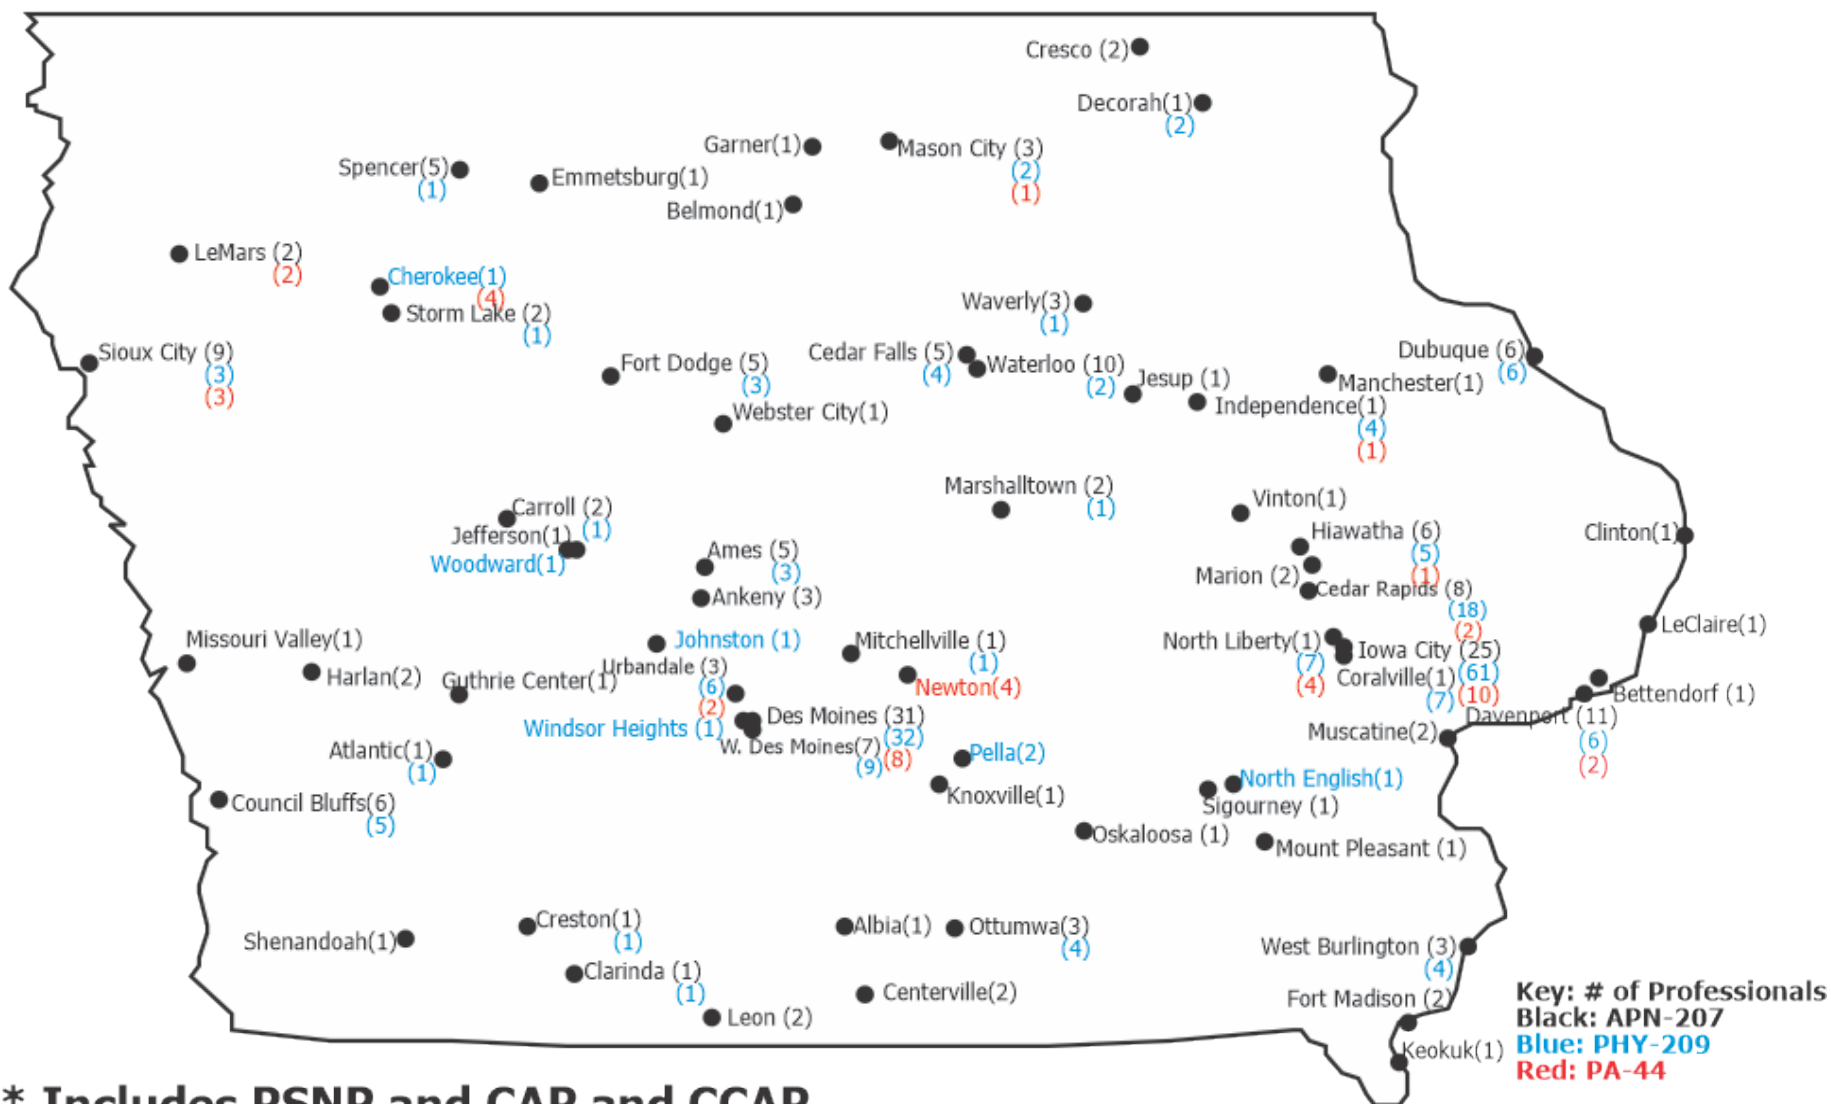 Cresco (2)
Decorah(1)
(2)
Garner(1)
Mason City (3)
(2)
(1)
Spencer(5)
(1)
Emmetsburg(1)
Belmond(1)
LeMars (2)
(2)
Cherokee(1)
(4)
Storm Lake (2)
(1)
Waverly(3)
(1)
Sioux City (9)
(3)
(3)
Fort Dodge (5)
(3)
Cedar Falls (5)
(4)
Waterloo (10)
(2)
Jesup (1)
Dubuque (6)
(6)
Manchester(1)
Independence(1)
(4)
(1)
Webster City(1)
Marshalltown (2)
(1)
Vinton(1)
Carroll (2)
(1)
Jefferson(1)
Woodward(1)
Hiawatha (6)
(5)
(1)
Clinton(1)
Ames (5)
(3)
Marion (2)
Cedar Rapids (8)
(18)
(2)
Ankeny (3)
Missouri Valley(1)
Johnston (1)
Mitchellville (1)
(1)
North Liberty(1)
(7)
(4)
Iowa City (25)
(61)
(10)
LeClaire(1)
Harlan(2)
Guthrie Center(1)
Urbandale (3)
(6)
(2)
Newton(4)
Coralville(1)
(7)
Bettendorf (1)
Davenport (11)
(6)
(2)
Windsor Heights (1)
Des Moines (31)
(32)
(8)
W. Des Moines(7)
(9)
Muscatine(2)
Atlantic(1)
(1)
Pella(2)
Council Bluffs(6)
(5)
Knoxville(1)
North English(1)
Sigourney (1)
Oskaloosa (1)
Mount Pleasant (1)
Shenandoah(1)
Creston(1)
(1)
Albia(1)
Ottumwa(3)
(4)
West Burlington (3)
(4)
Clarinda (1)
(1)
Centerville(2)
Leon (2)
Fort Madison (2)
Keokuk(1)
Key: # of Professionals
Black: APN-207
Blue: PHY-209
Red: PA-44
* Includes PSNP and CAP and CCAP